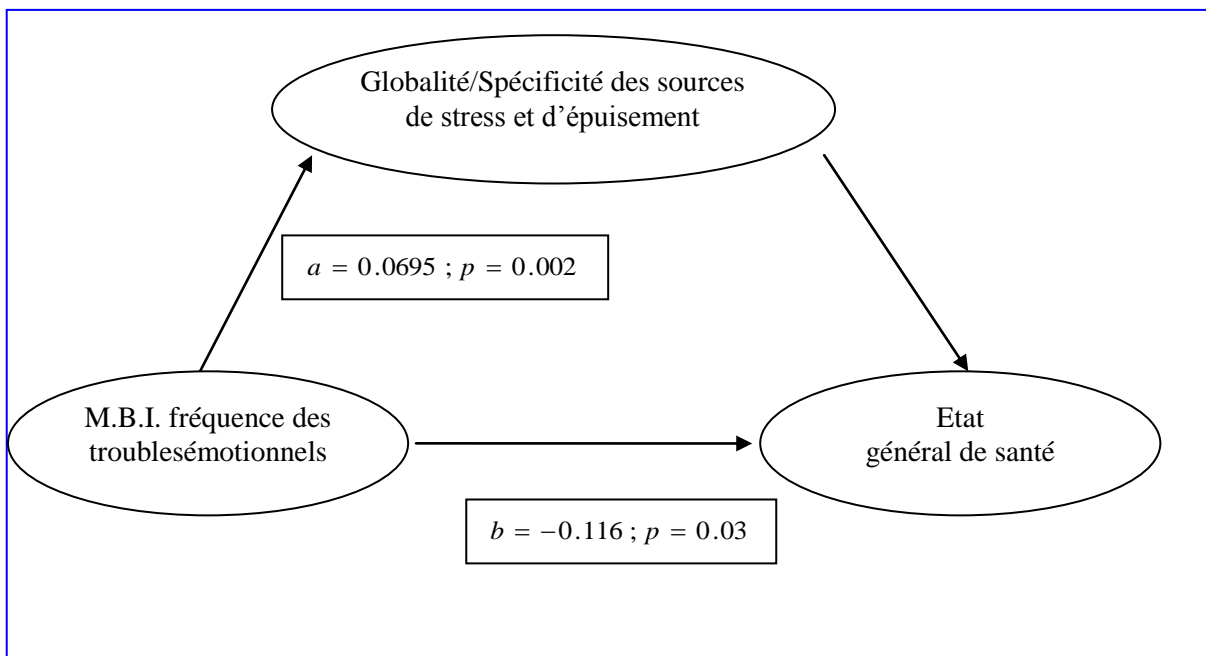 Globalité/Spécificité des sources
de stress et d'épuisement
a = 0.0695 ; p = 0.002
M.B.I. fréquence des
troublesémotionnels
Etat
général de santé
b = −0.116 ; p = 0.03